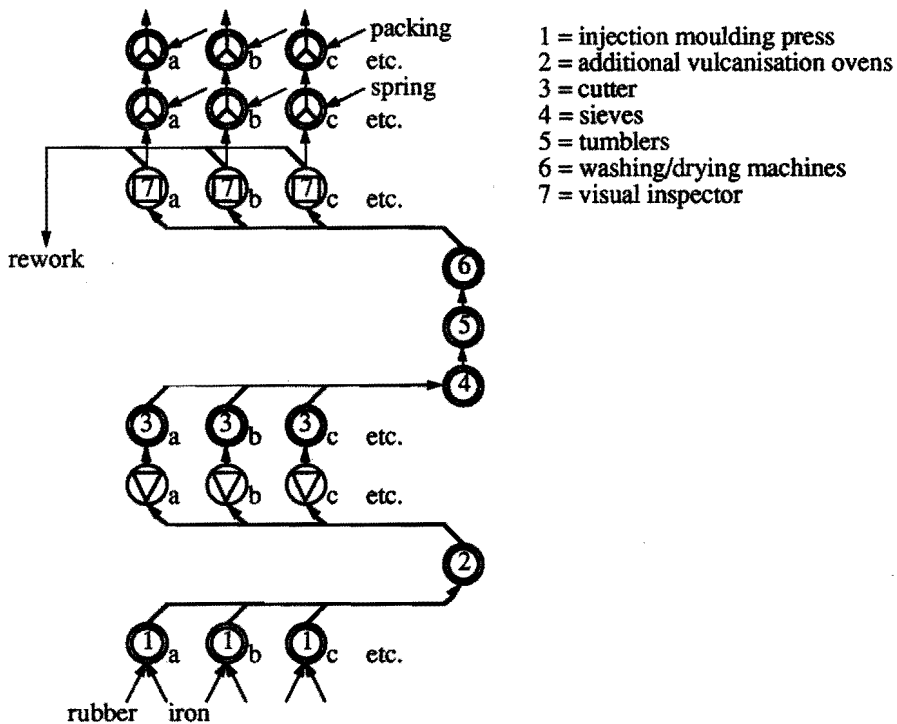 packing
a b c etc.
spring
a b c etc.
7 a 7 b 7 c etc.
rework
6
5
4
3 a 3 b 3 c etc.
a b c etc.
2
1 a 1 b 1 c etc.
rubber iron
1 = injection moulding press
2 = additional vulcanisation ovens
3 = cutter
4 = sieves
5 = tumblers
6 = washing/drying machines
7 = visual inspector